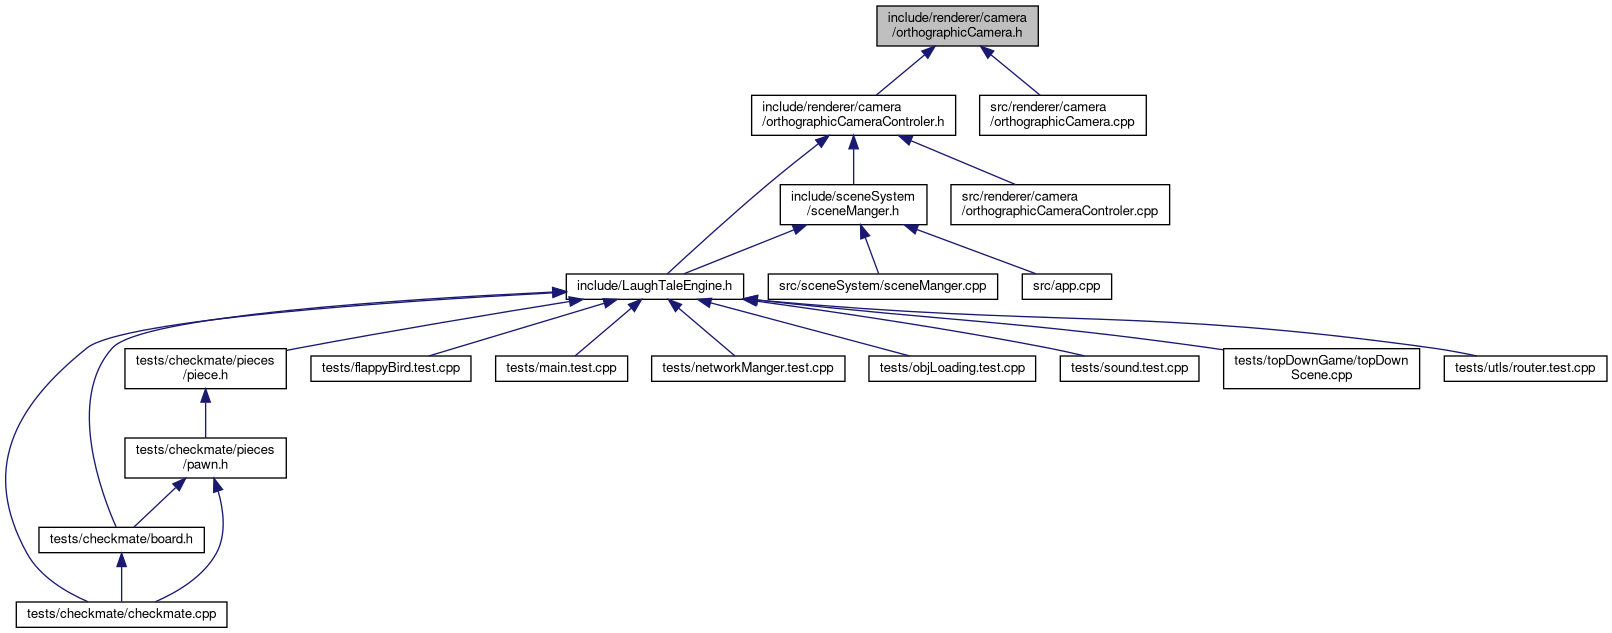 include/renderer/camera
/orthographicCamera.h
include/renderer/camera
/orthographicCameraControler.h
src/renderer/camera
/orthographicCamera.cpp
include/sceneSystem
/sceneManger.h
src/renderer/camera
/orthographicCameraControler.cpp
include/LaughTaleEngine.h
src/sceneSystem/sceneManger.cpp
src/app.cpp
tests/checkmate/pieces
/piece.h
tests/flappyBird.test.cpp
tests/main.test.cpp
tests/networkManger.test.cpp
tests/objLoading.test.cpp
tests/sound.test.cpp
tests/topDownGame/topDown
Scene.cpp
tests/utls/router.test.cpp
tests/checkmate/pieces
/pawn.h
tests/checkmate/board.h
tests/checkmate/checkmate.cpp